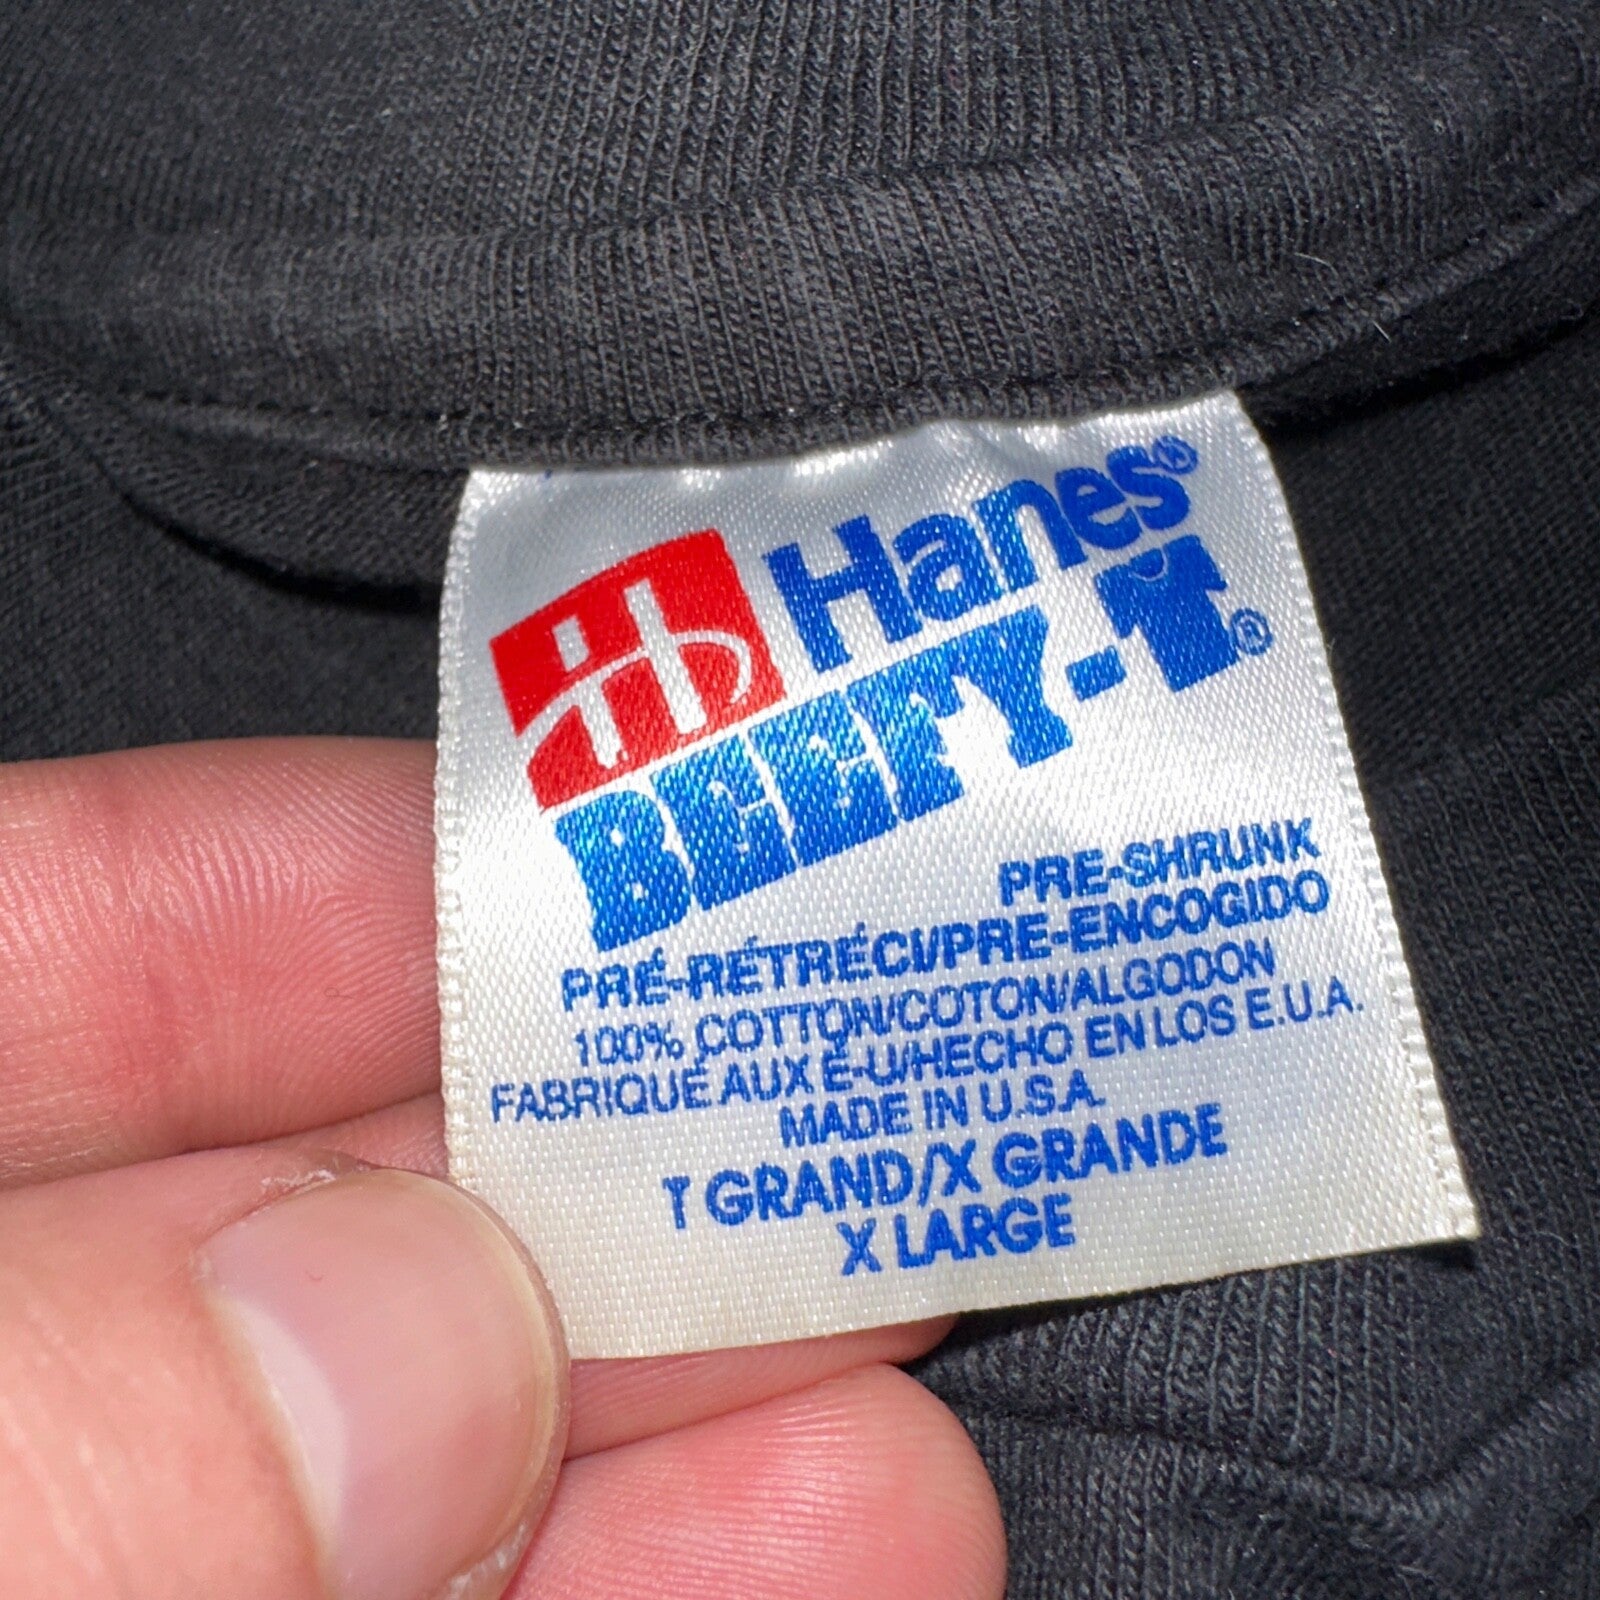 Hanes®
BEEFY-T®
PRE-SHRUNK
PRÉ-RÉTRÉCI/PRE-ENCOGIDO
100% COTTON/COTON/ALGODON
FABRIQUÉ AUX É-U/HECHO EN LOS E.U.A.
MADE IN U.S.A.
T GRAND/X GRANDE
X LARGE